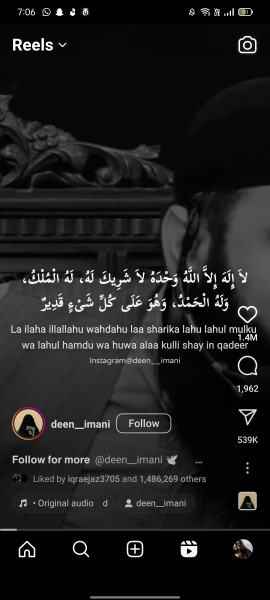 7:06
Reels
لاَ إِلَهَ إِلاَّ اللَّهُ وَحْدَهُ لاَ شَرِيكَ لَهُ، لَهُ الْمُلْكُ،
وَلَهُ الْحَمْدُ، وَهُوَ عَلَى كُلِّ شَيْءٍ قَدِيرٌ
La ilaha illallahu wahdahu laa sharika lahu lahul mulku
wa lahul hamdu wa huwa alaa kulli shay in qadeer
Instagram@deen__imani
1.4M
1,962
539K
deen__imani Follow
Follow for more @deen__imani 🕊 ...
Liked by iqraejaz3705 and 1,486,269 others
• Original audio d deen__imani